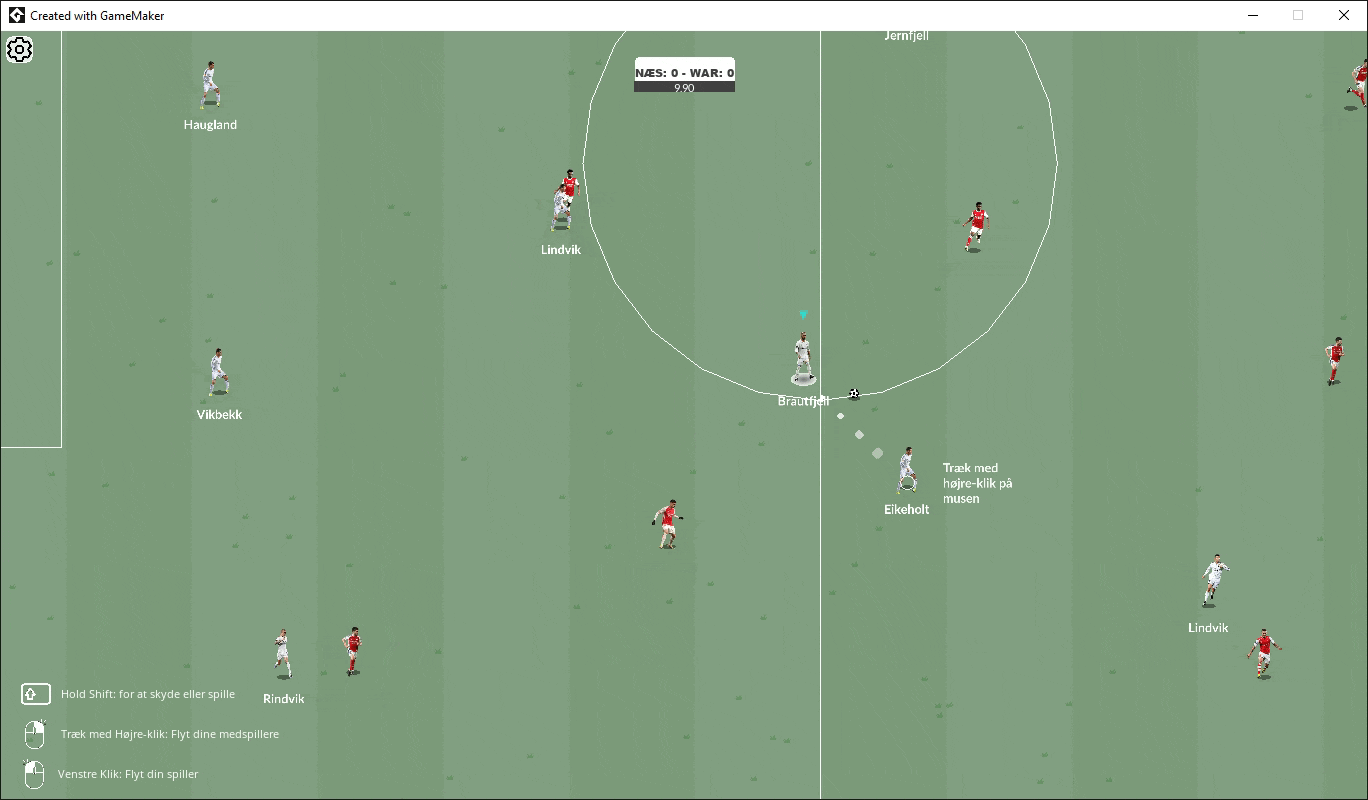 Created with GameMaker
Jernfjell
NÆS: 0 - WAR: 0
9.90
Haugland
Lindvik
Brautfjell
Vikbekk
Træk med
højre-klik på
musen
Eikeholt
Lindvik
Rindvik
Hold Shift: for at skyde eller spille
Træk med Højre-klik: Flyt dine medspillere
Venstre Klik: Flyt din spiller